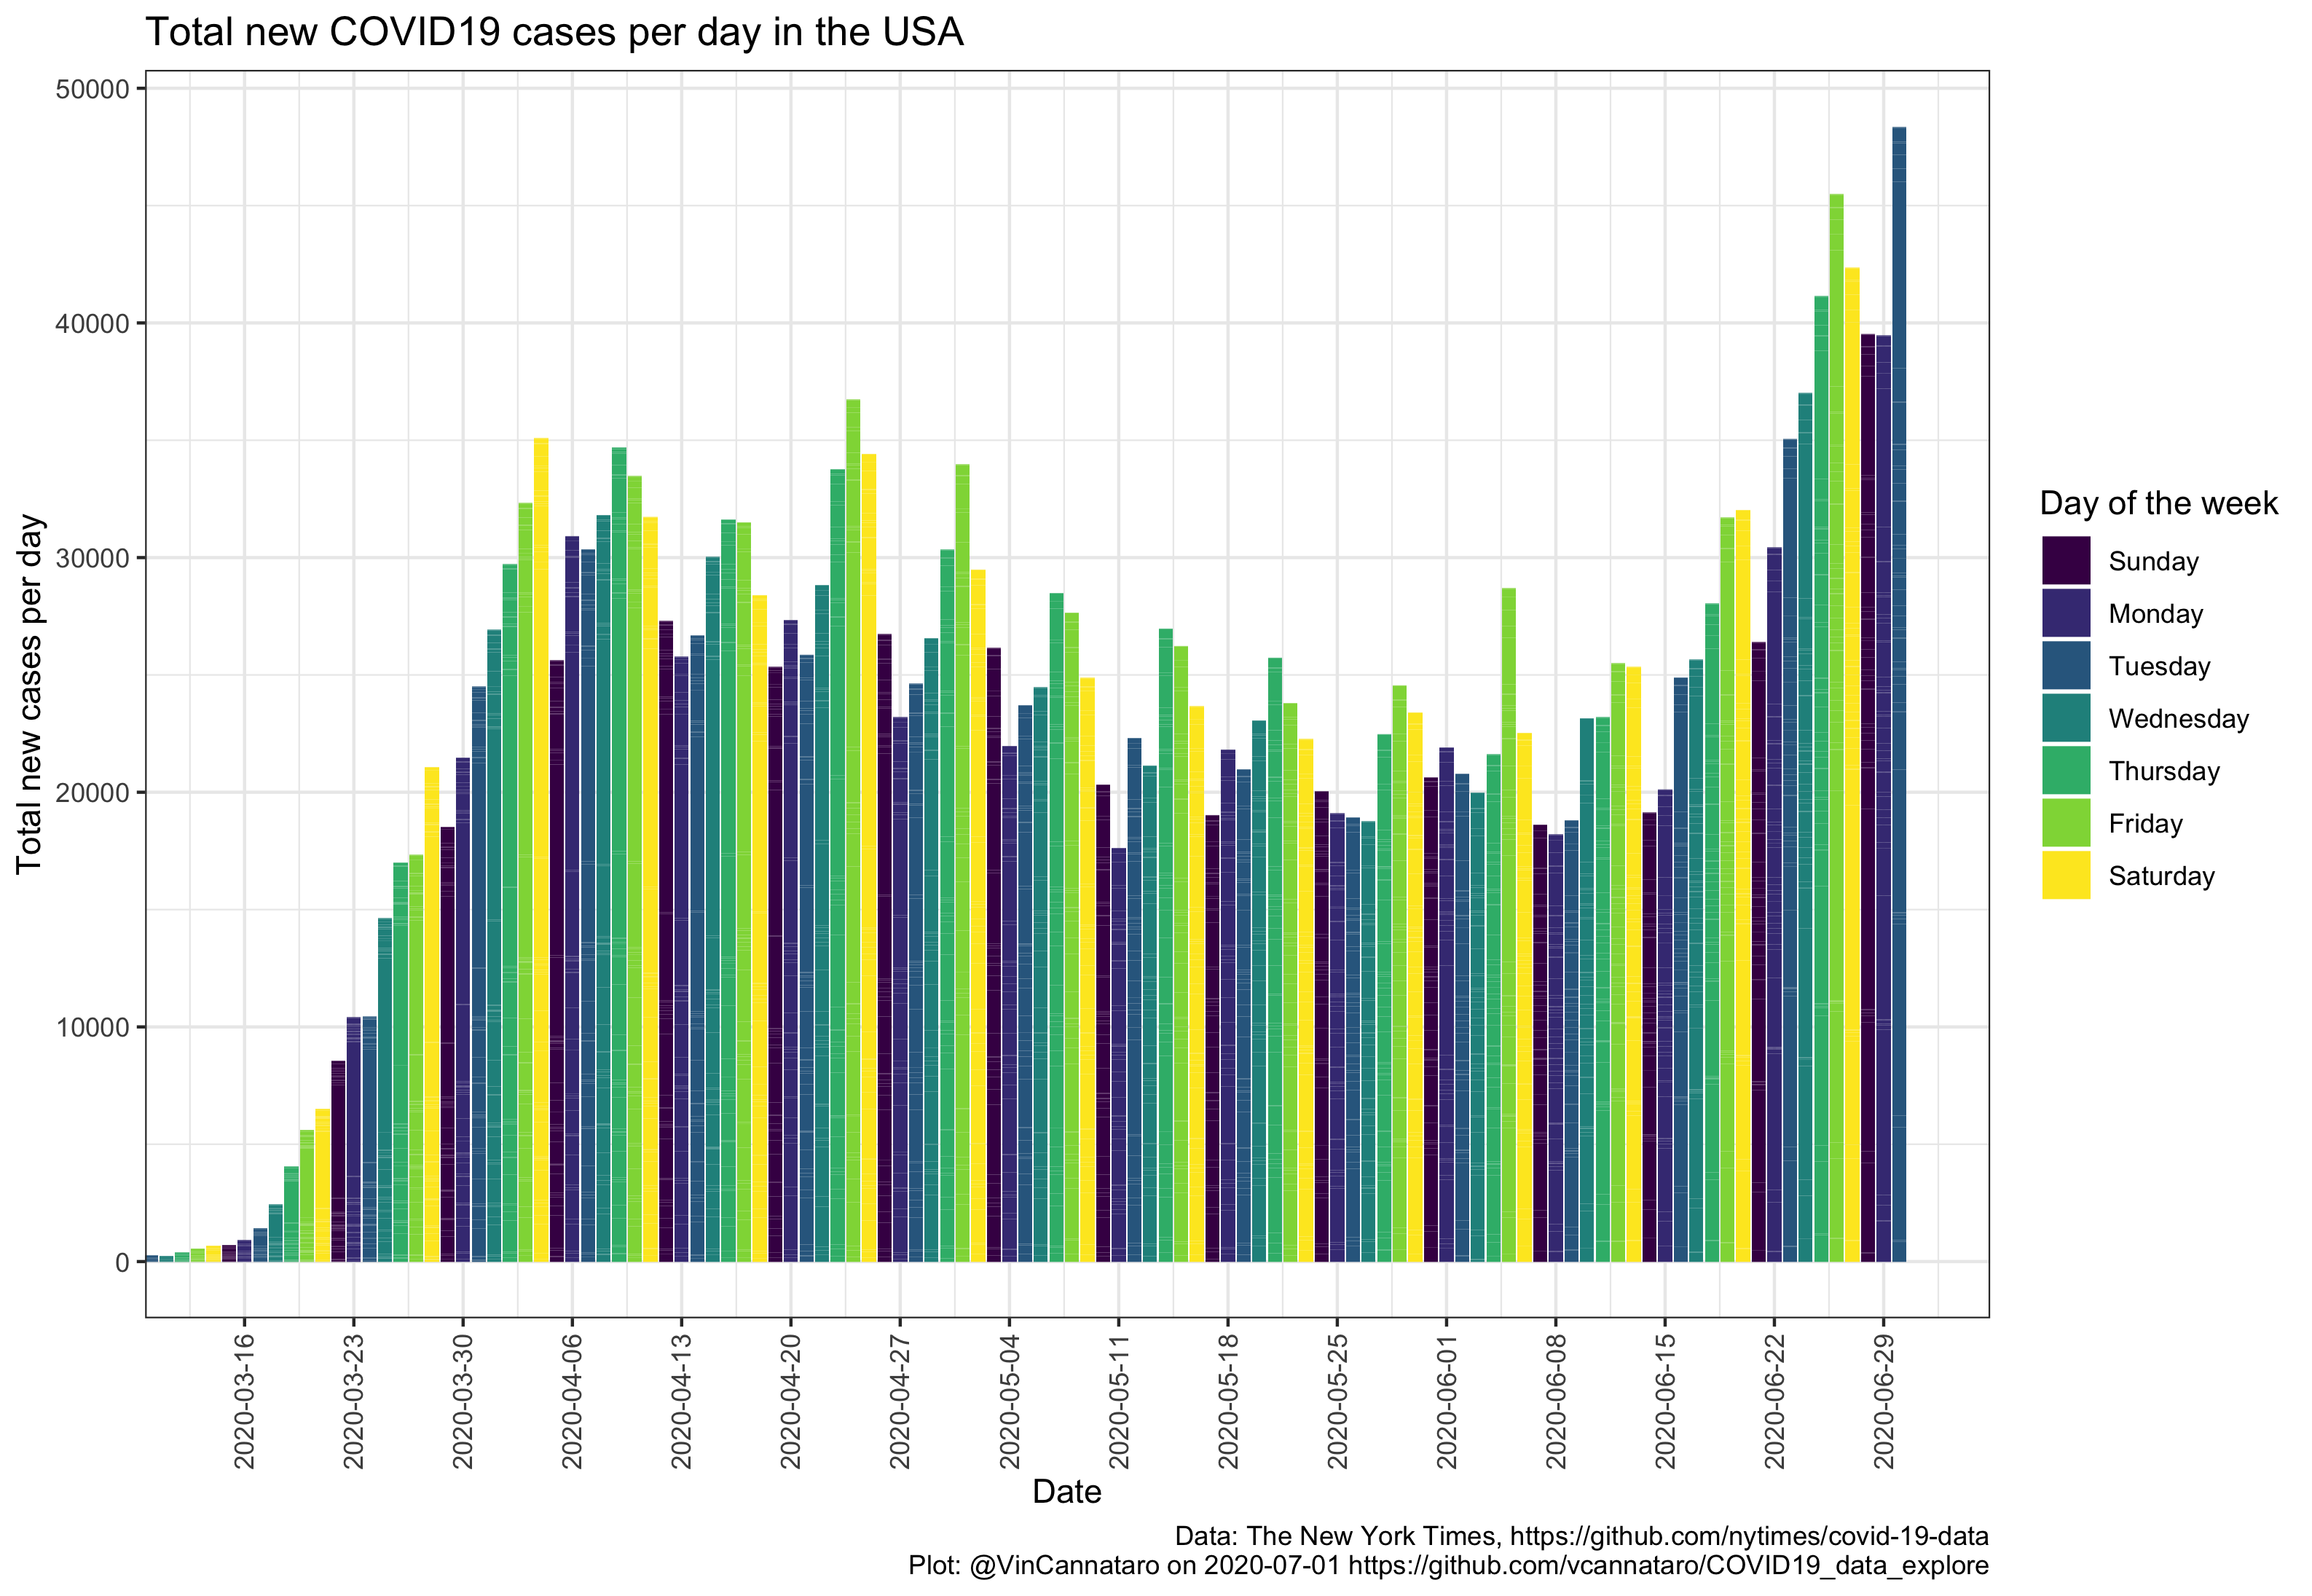 Total new COVID19 cases per day in the USA
50000
40000
30000
20000
10000
0
Total new cases per day
2020-03-16
2020-03-23
2020-03-30
2020-04-06
2020-04-13
2020-04-20
2020-04-27
2020-05-04
2020-05-11
2020-05-18
2020-05-25
2020-06-01
2020-06-08
2020-06-15
2020-06-22
2020-06-29
Date
Day of the week
Sunday
Monday
Tuesday
Wednesday
Thursday
Friday
Saturday
Data: The New York Times, https://github.com/nytimes/covid-19-data
Plot: @VinCannataro on 2020-07-01 https://github.com/vcannataro/COVID19_data_explore